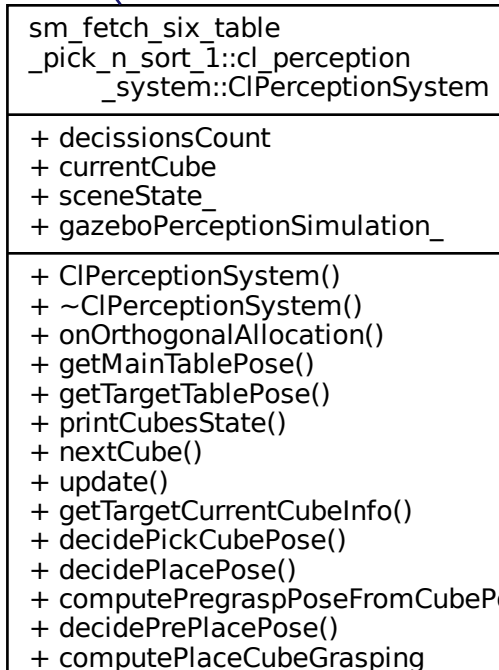 sm_fetch_six_table
_pick_n_sort_1::cl_perception
_system::ClPerceptionSystem
+ decissionsCount
+ currentCube
+ sceneState_
+ gazeboPerceptionSimulation_
+ ClPerceptionSystem()
+ ~ClPerceptionSystem()
+ onOrthogonalAllocation()
+ getMainTablePose()
+ getTargetTablePose()
+ printCubesState()
+ nextCube()
+ update()
+ getTargetCurrentCubeInfo()
+ decidePickCubePose()
+ decidePlacePose()
+ computePregraspPoseFromCubePo
+ decidePrePlacePose()
+ computePlaceCubeGrasping